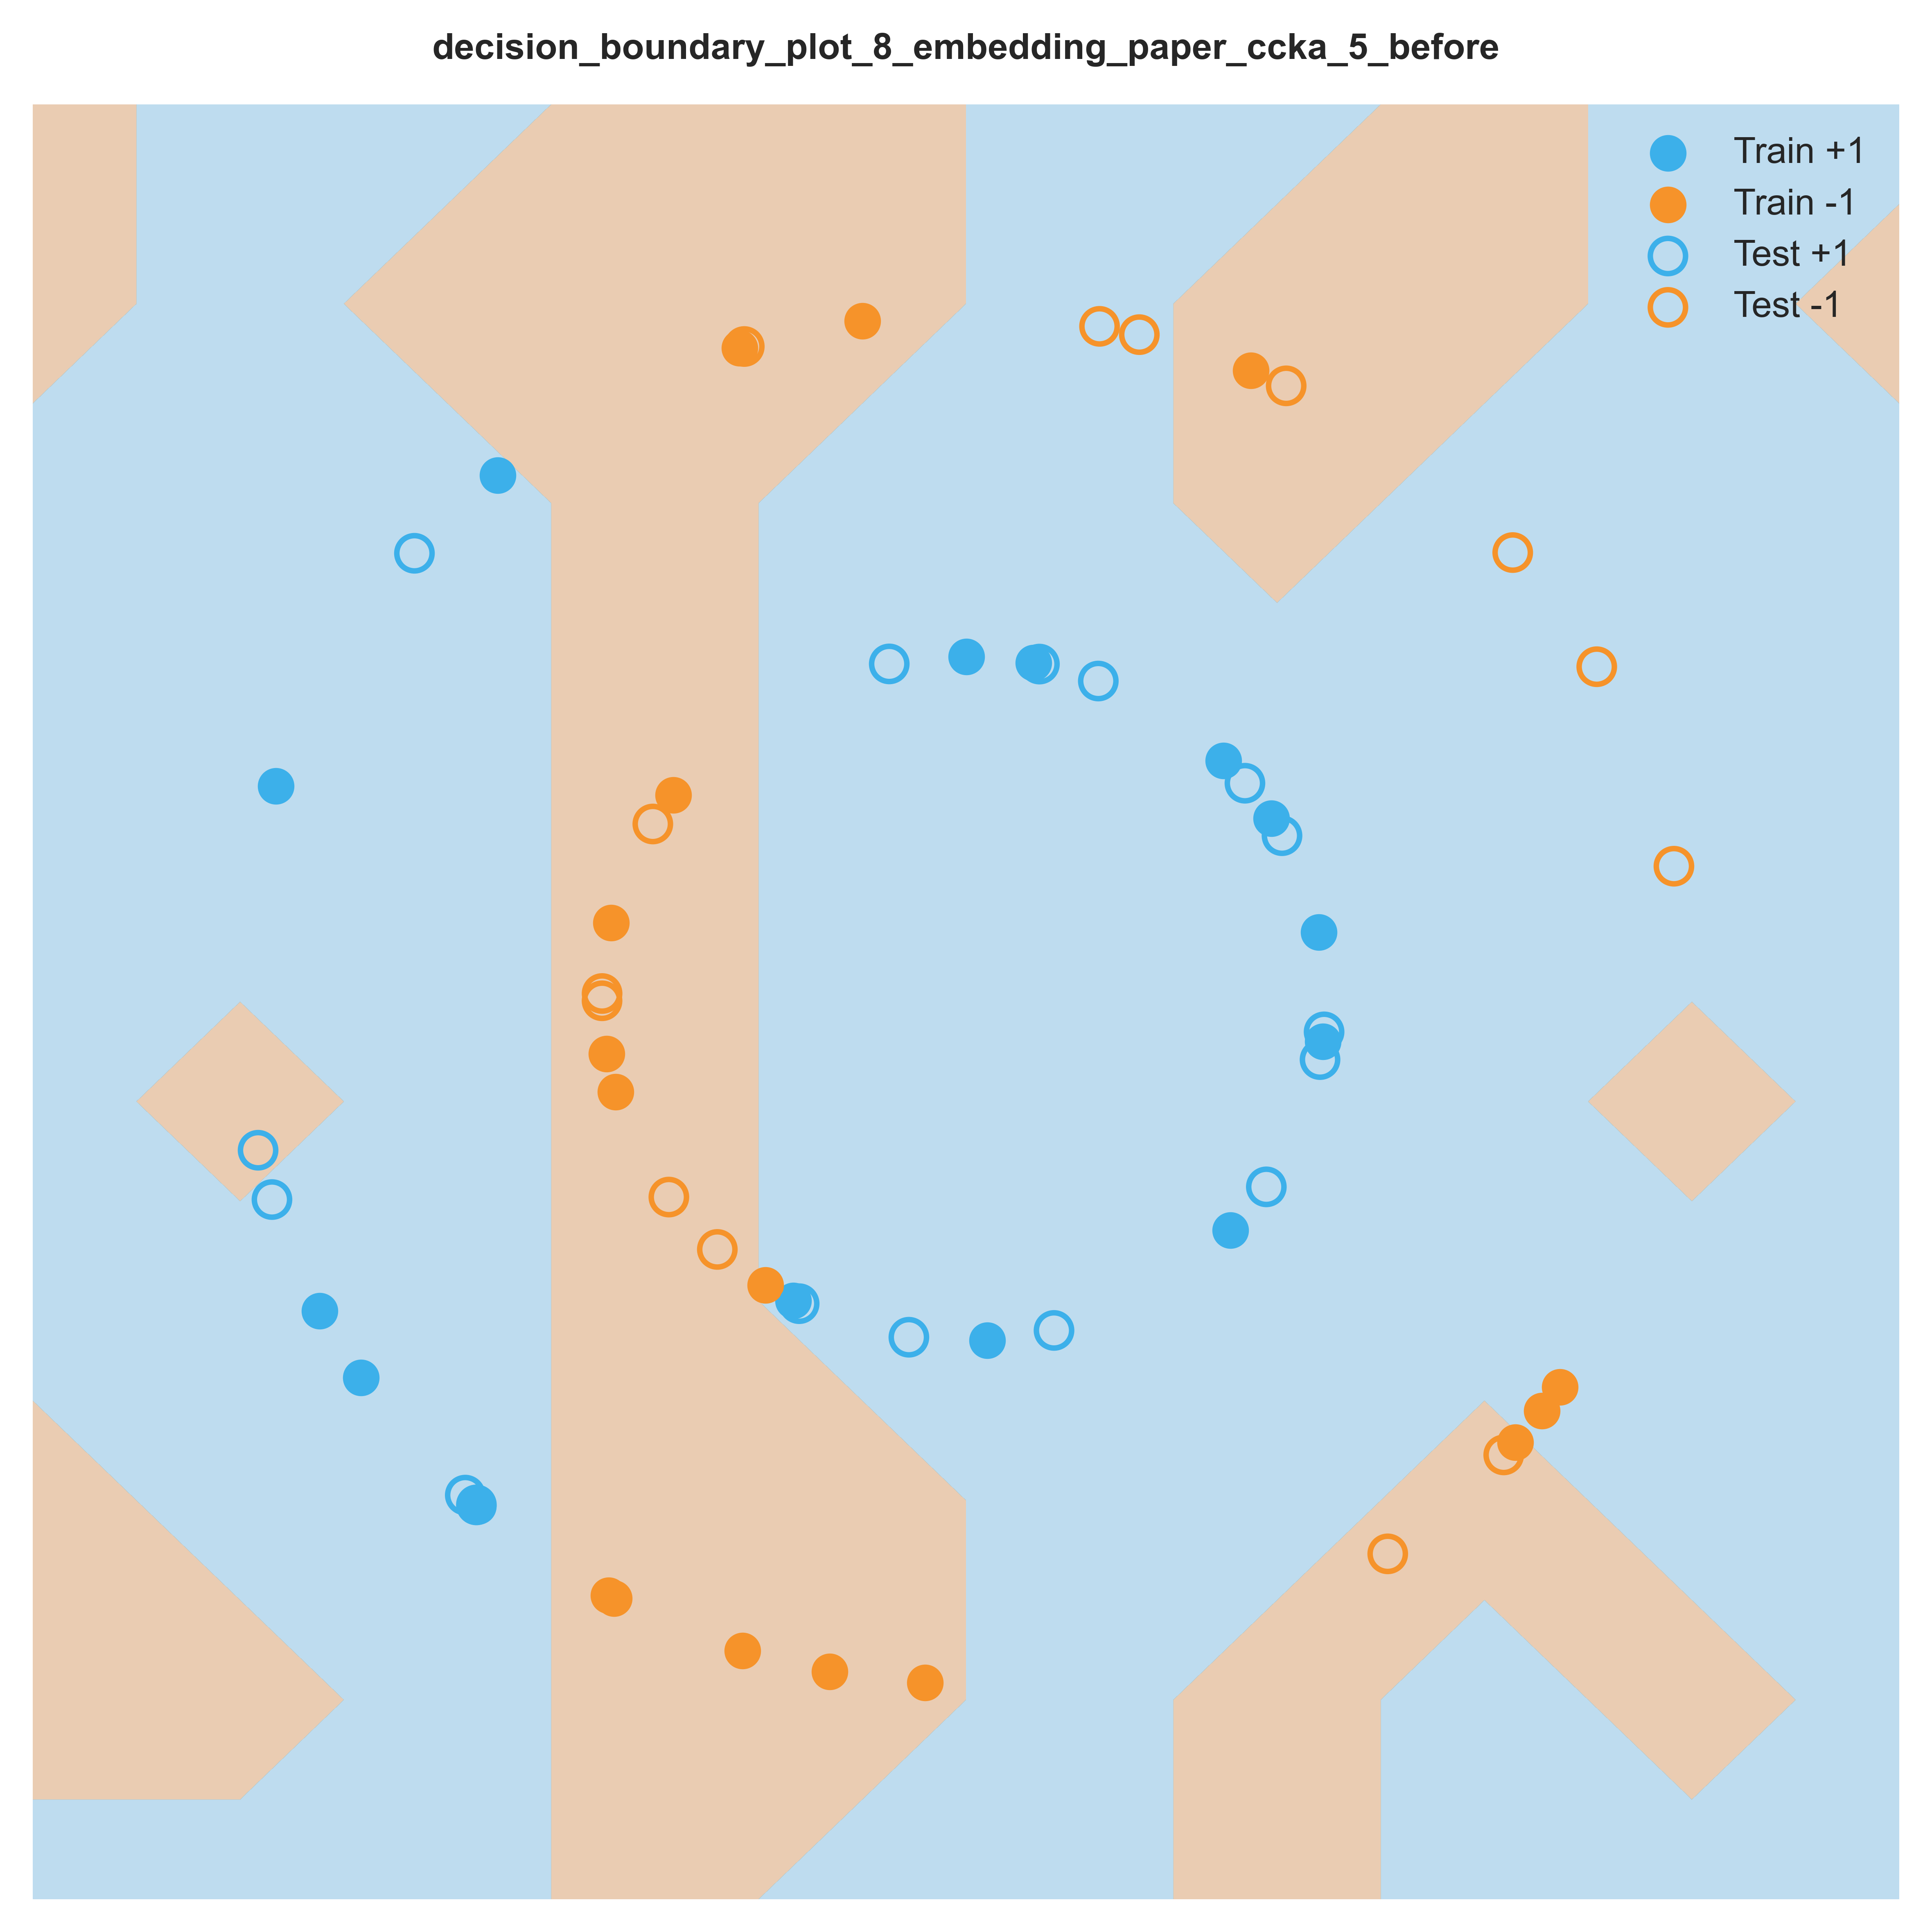 decision_boundary_plot_8_embedding_paper_ccka_5_before
Train +1
Train -1
Test +1
Test -1